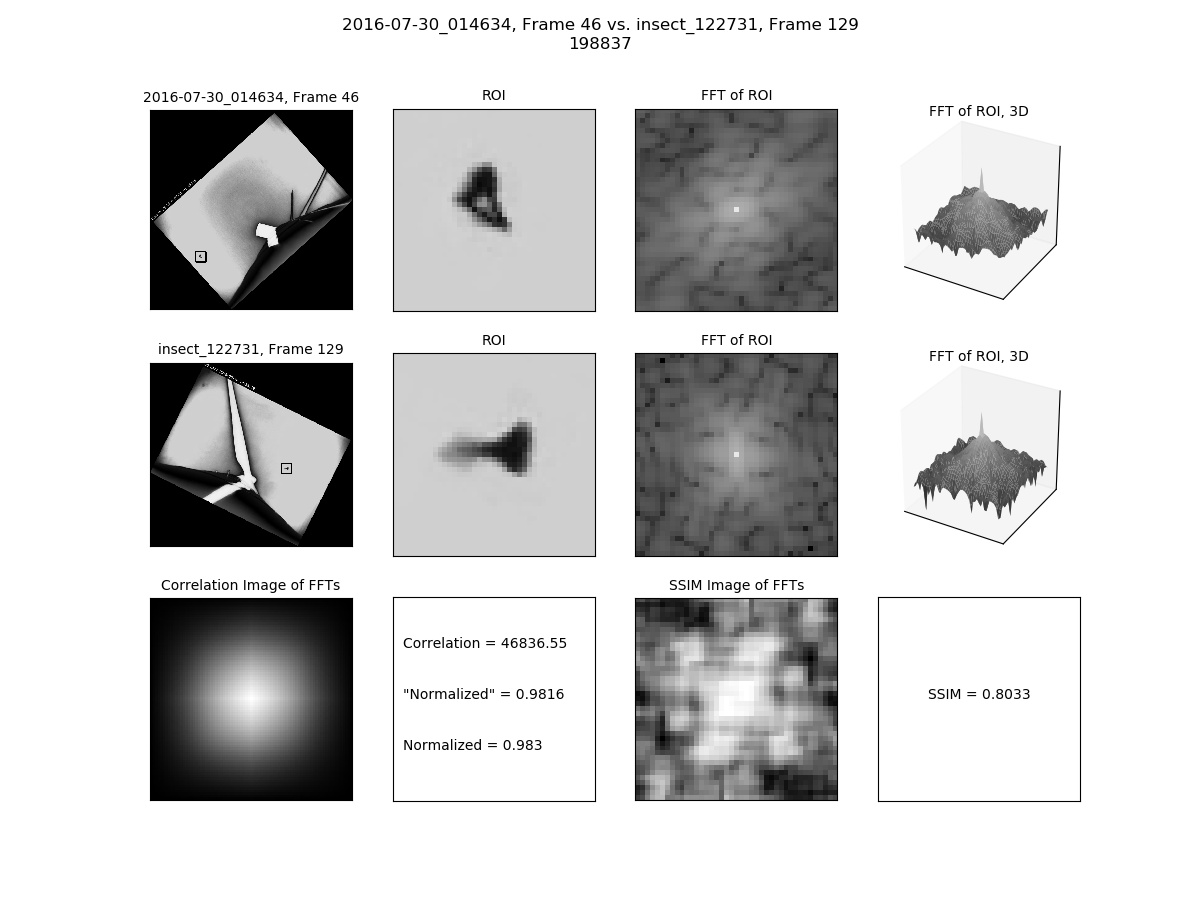 2016-07-30_014634, Frame 46 vs. insect_122731, Frame 129
198837
2016-07-30_014634, Frame 46
ROI
FFT of ROI
FFT of ROI, 3D
insect_122731, Frame 129
ROI
FFT of ROI
FFT of ROI, 3D
Correlation Image of FFTs
SSIM Image of FFTs
Correlation = 46836.55
"Normalized" = 0.9816
Normalized = 0.983
SSIM = 0.8033